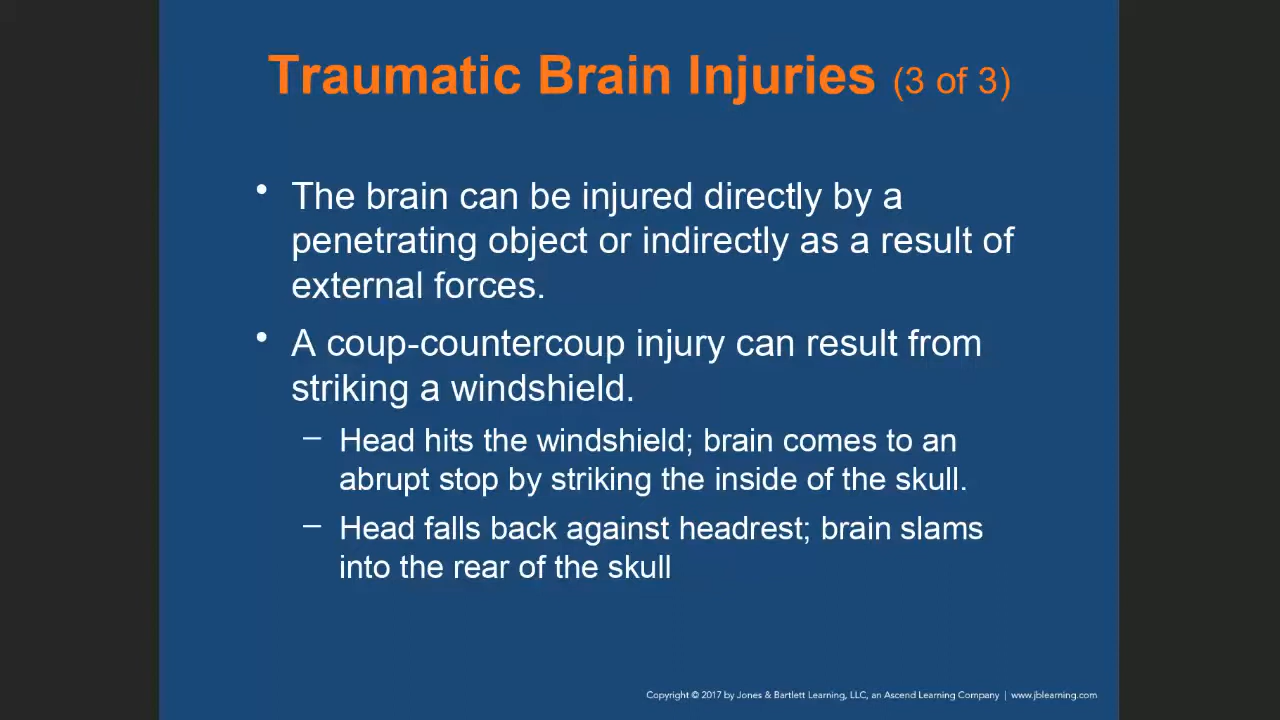 Traumatic Brain Injuries (3 of 3)
• The brain can be injured directly by a
penetrating object or indirectly as a result of
external forces.
• A coup-countercoup injury can result from
striking a windshield.
– Head hits the windshield; brain comes to an
abrupt stop by striking the inside of the skull.
– Head falls back against headrest; brain slams
into the rear of the skull
Copyright © 2017 by Jones & Bartlett Learning, LLC, an Ascend Learning Company | www.jblearning.com